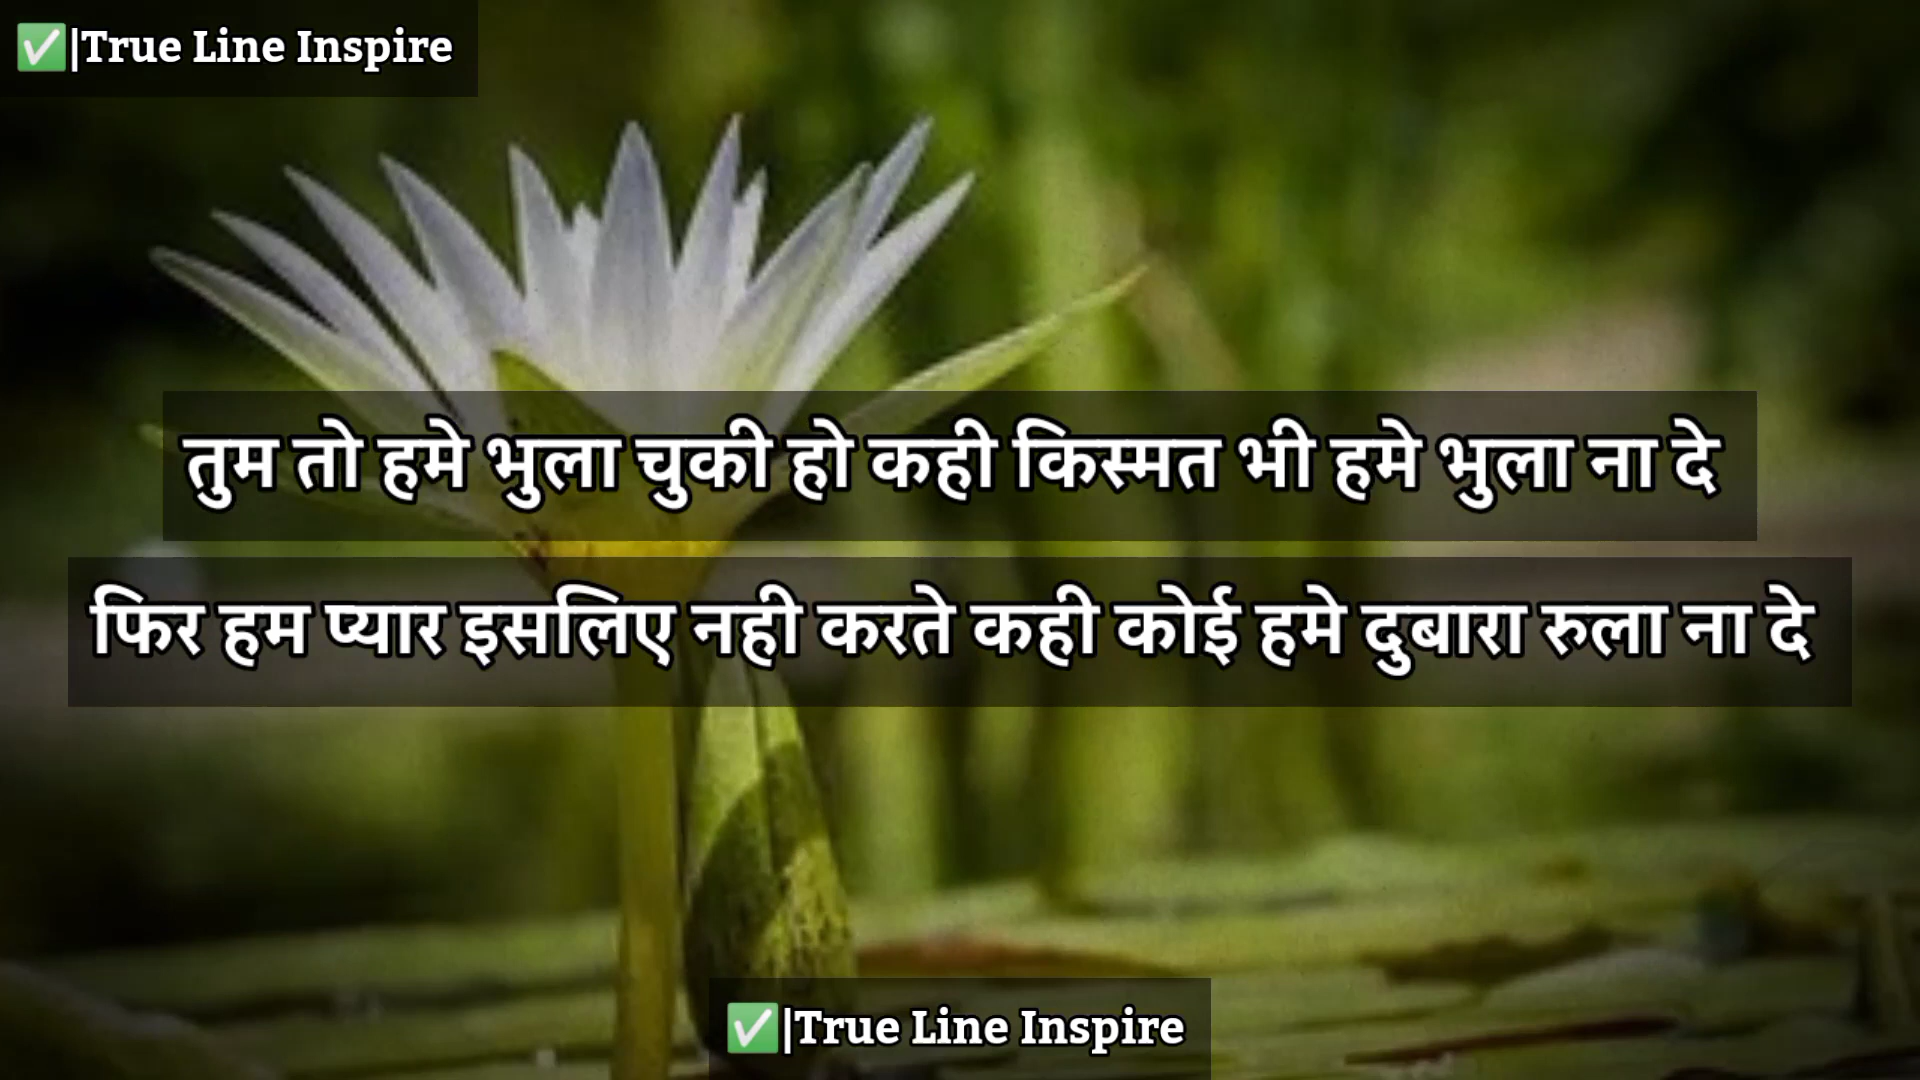 ✅|True Line Inspire
तुम तो हमे भुला चुकी हो कही किस्मत भी हमे भुला ना दे
फिर हम प्यार इसलिए नही करते कही कोई हमे दुबारा रुला ना दे
✅|True Line Inspire